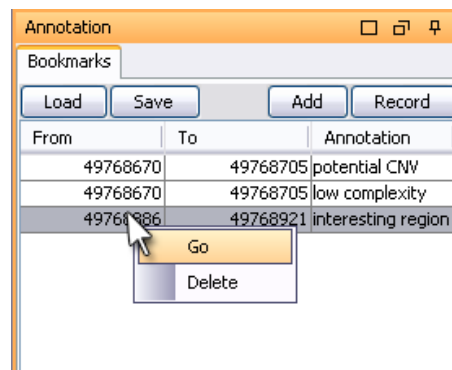 Annotation
Bookmarks
Load Save Add Record
From To Annotation
49768670 49768705 potential CNV
49768670 49768705 low complexity
49768886 49768921 interesting region
Go
Delete